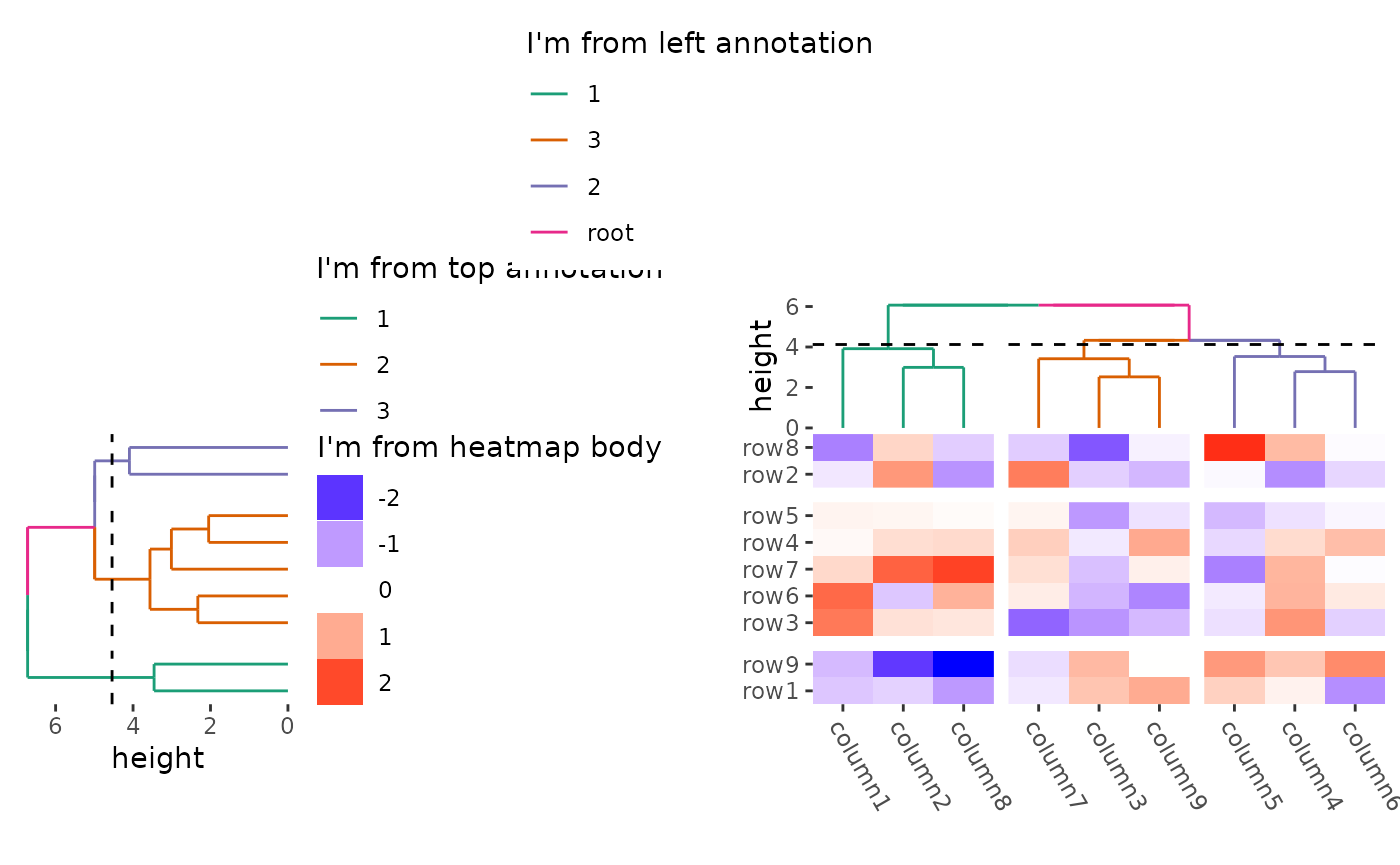 I'm from left annotation
1
3
2
root
I'm from top annotation
1
2
3
I'm from heatmap body
-2
-1
0
1
2
6 4 2 0
height
height
6
4
2
0
row8
row2
row5
row4
row7
row6
row3
row9
row1
column1 column2 column8 column7 column3 column9 column5 column4 column6